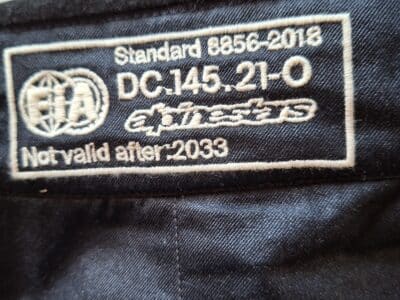 Standard 8856-2018
FIA
DC.145.21-O
alpinestars
Not valid after:2033